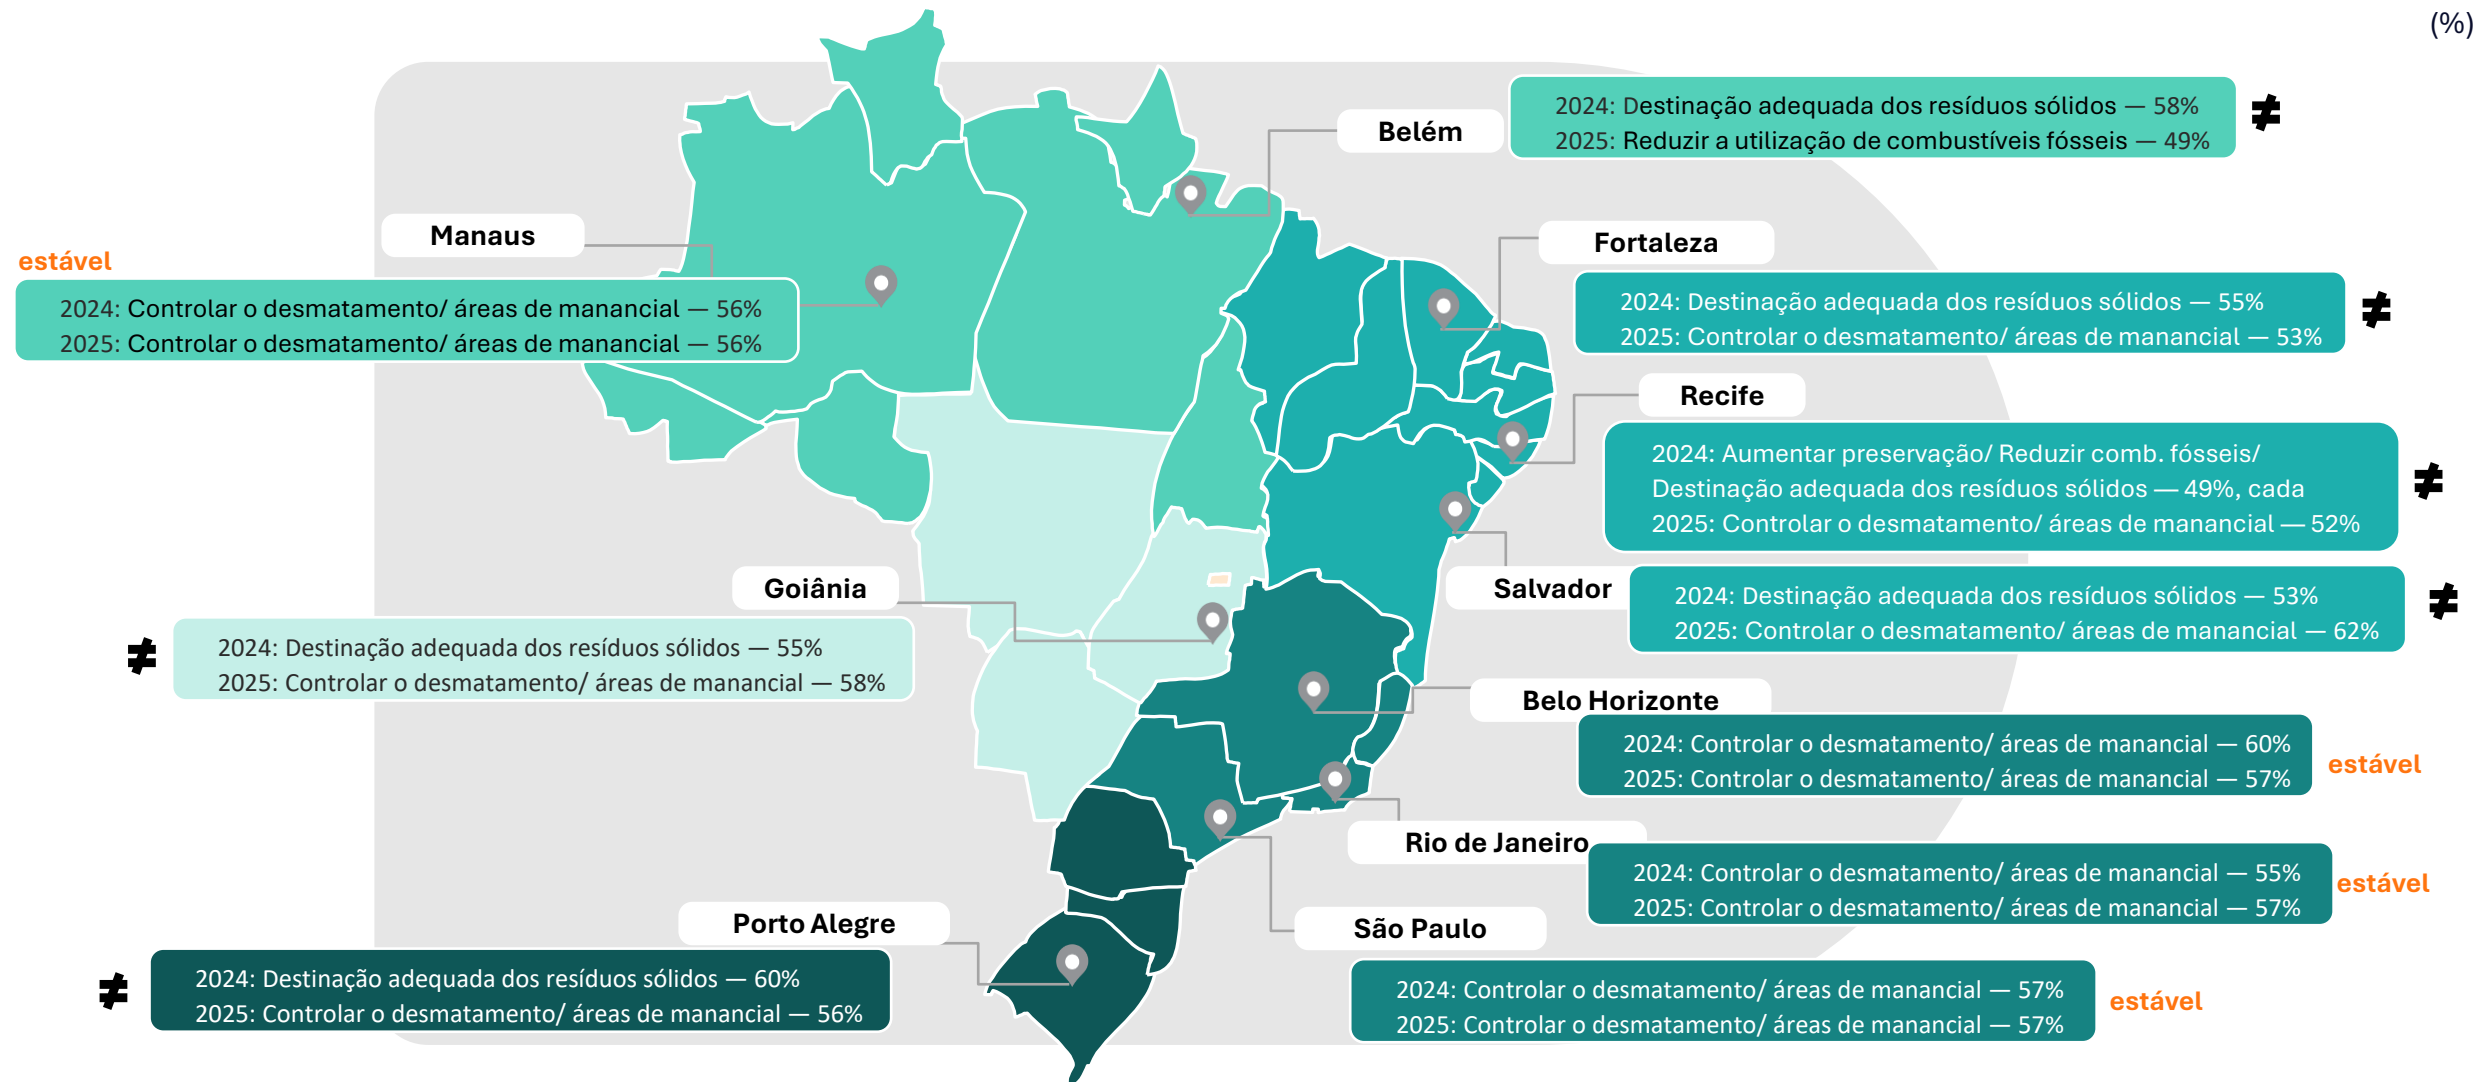 (%)
Belém
2024: Destinação adequada dos resíduos sólidos — 58%
2025: Reduzir a utilização de combustíveis fósseis — 49%
≠
Manaus
estável
2024: Controlar o desmatamento/ áreas de manancial — 56%
2025: Controlar o desmatamento/ áreas de manancial — 56%
Fortaleza
2024: Destinação adequada dos resíduos sólidos — 55%
2025: Controlar o desmatamento/ áreas de manancial — 53%
≠
Recife
2024: Aumentar preservação/ Reduzir comb. fósseis/
Destinação adequada dos resíduos sólidos — 49%, cada
2025: Controlar o desmatamento/ áreas de manancial — 52%
≠
Salvador
2024: Destinação adequada dos resíduos sólidos — 53%
2025: Controlar o desmatamento/ áreas de manancial — 62%
≠
Goiânia
≠
2024: Destinação adequada dos resíduos sólidos — 55%
2025: Controlar o desmatamento/ áreas de manancial — 58%
Belo Horizonte
2024: Controlar o desmatamento/ áreas de manancial — 60%
2025: Controlar o desmatamento/ áreas de manancial — 57%
estável
Rio de Janeiro
2024: Controlar o desmatamento/ áreas de manancial — 55%
2025: Controlar o desmatamento/ áreas de manancial — 57%
estável
Porto Alegre
≠
2024: Destinação adequada dos resíduos sólidos — 60%
2025: Controlar o desmatamento/ áreas de manancial — 56%
São Paulo
2024: Controlar o desmatamento/ áreas de manancial — 57%
2025: Controlar o desmatamento/ áreas de manancial — 57%
estável